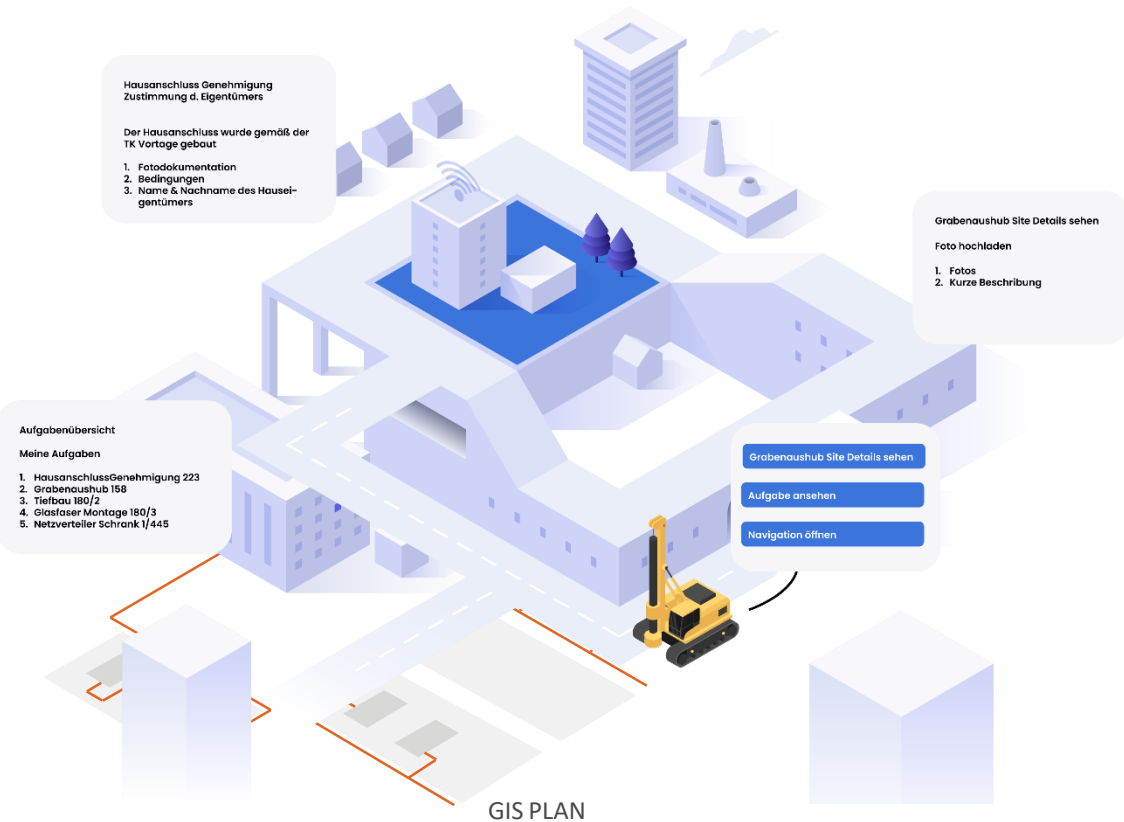 Hausanschluss Genehmigung
Zustimmung d. Eigentümers
Der Hausanschluss wurde gemäß der
TK Vortage gebaut
1. Fotodokumentation
2. Bedingungen
3. Name & Nachname des Hausei-
gentümers
Grabenaushub Site Details sehen
Foto hochladen
1. Fotos
2. Kurze Beschribung
Aufgabenübersicht
Meine Aufgaben
1. HausanschlussGenehmigung 223
2. Grabenaushub 158
3. Tiefbau 180/2
4. Glasfaser Montage 180/3
5. Netzverteiler Schrank 1/445
Grabenaushub Site Details sehen
Aufgabe ansehen
Navigation öffnen
GIS PLAN